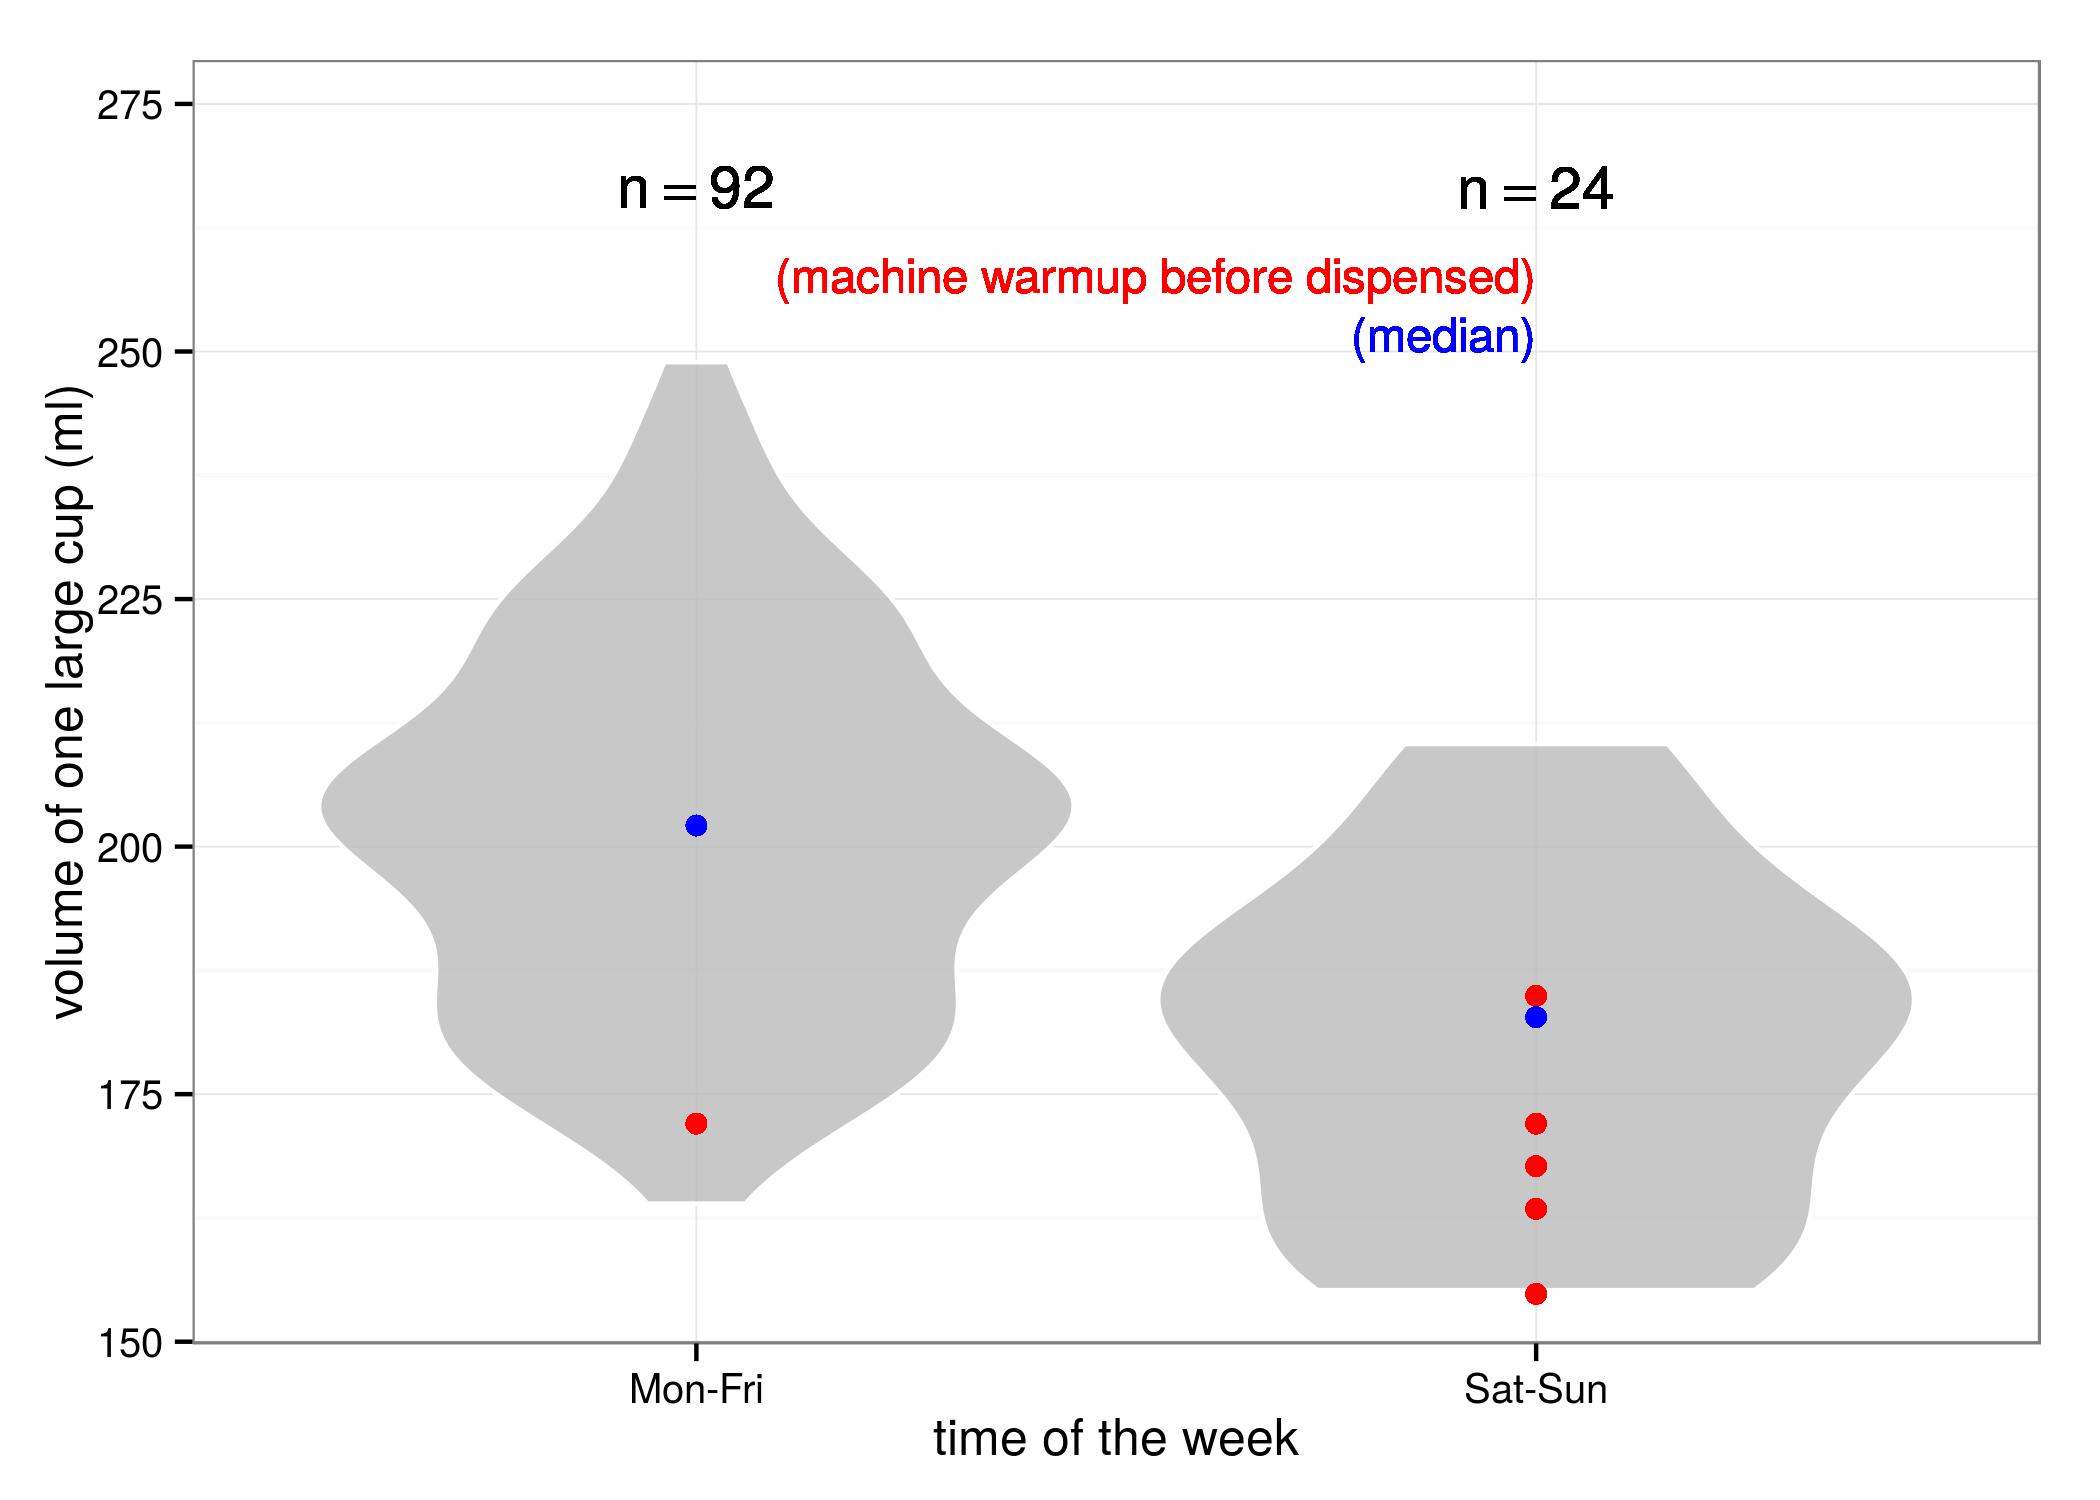 275
n = 92
n = 24
(machine warmup before dispensed)
(median)
250
225
200
175
150
volume of one large cup (ml)
Mon-Fri
Sat-Sun
time of the week